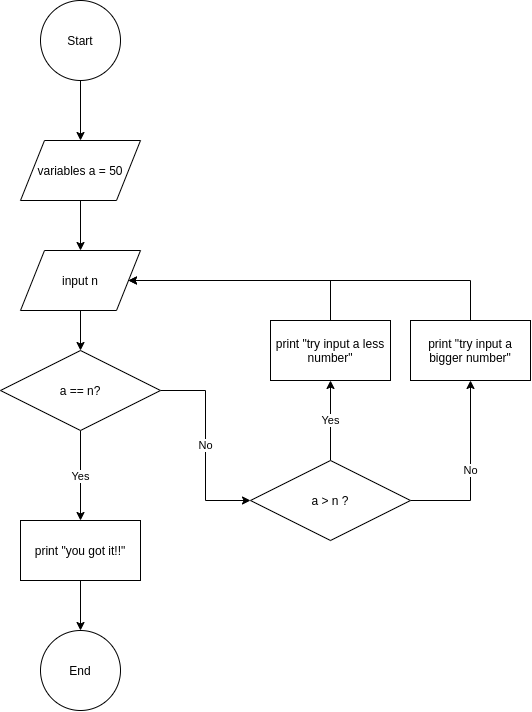 Start
variables a = 50
input n
a == n?
No
Yes
print "you got it!!"
End
a > n ?
Yes
No
print "try input a less
number"
print "try input a
bigger number"